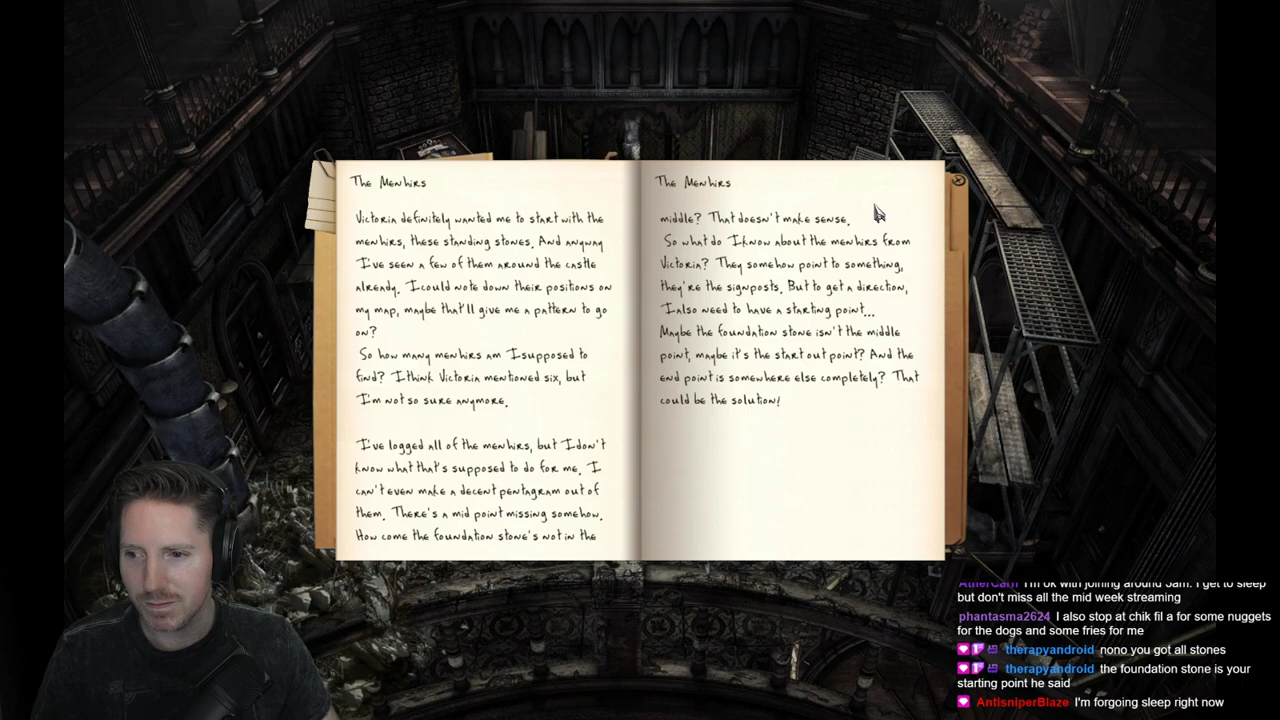 The Menhirs
Victoria definitely wanted me to start with the
menhirs, these standing stones. And anyway
I've seen a few of them around the castle
already. I could note down their positions on
my map, maybe that'll give me a pattern to go
on?
So how many menhirs am I supposed to
find? I think Victoria mentioned six, but
I'm not so sure anymore.
I've logged all of the menhirs, but I don't
know what that's supposed to do for me. I
can't even make a decent pentagram out of
them. There's a mid point missing somehow.
How come the foundation stone's not in the
The Menhirs
middle? That doesn't make sense.
So what do I know about the menhirs from
Victoria? They somehow point to something,
they're the signposts. But to get a direction,
I also need to have a starting point...
Maybe the foundation stone isn't the middle
point, maybe it's the start out point? And the
end point is somewhere else completely? That
could be the solution!
AtherCarn I'm ok with joining around 5am. I get to sleep
but don't miss all the mid week streaming
phantasma2624 I also stop at chik fil a for some nuggets
for the dogs and some fries for me
therapyandroid nono you got all stones
therapyandroid the foundation stone is your
starting point he said
AntisniperBlaze I'm forgoing sleep right now